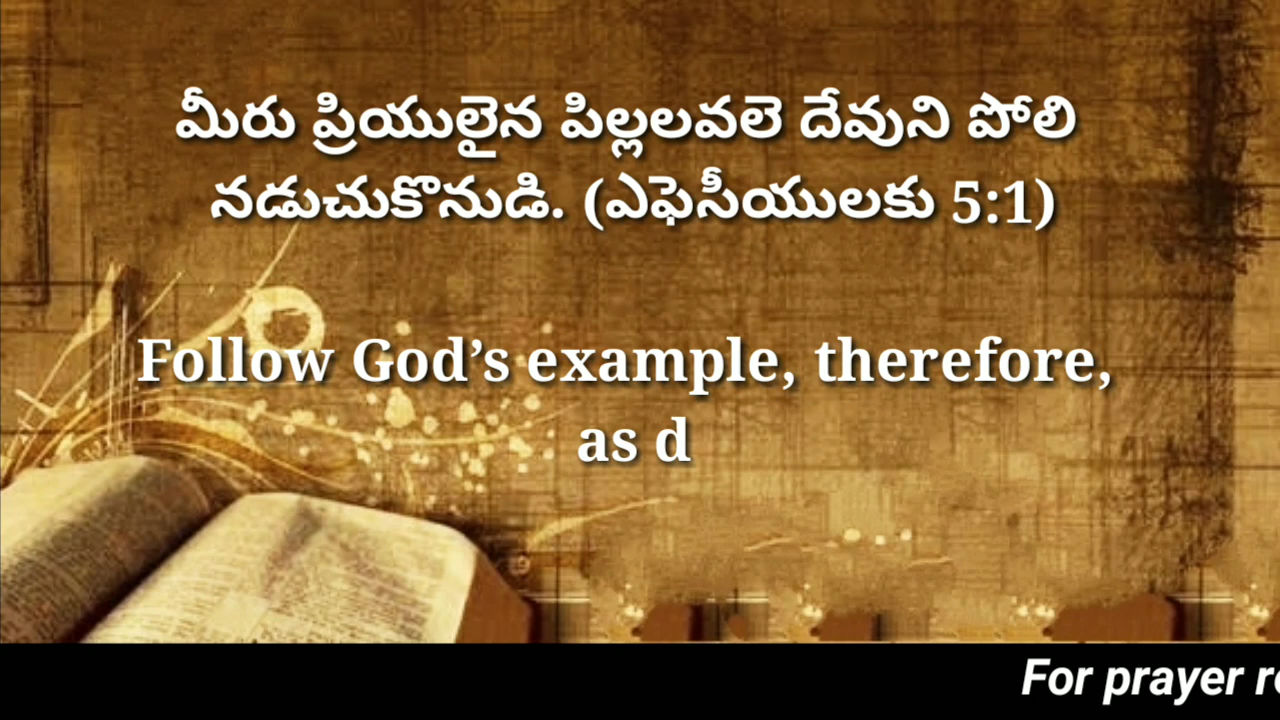 మీరు ప్రియులైన పిల్లలవలె దేవుని పోలి
నడుచుకొనుడి. (ఎఫెసీయులకు 5:1)
Follow God’s example, therefore,
as d
For prayer re